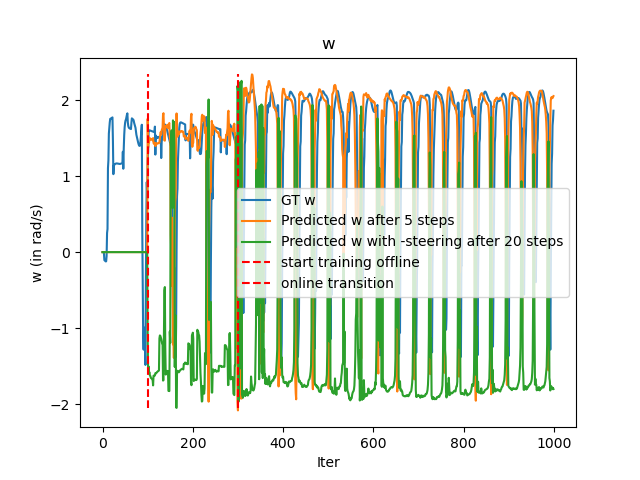 w
2
1
0
−1
−2
w (in rad/s)
GT w
Predicted w after 5 steps
Predicted w with -steering after 20 steps
start training offline
online transition
0
200
400
600
800
1000
Iter